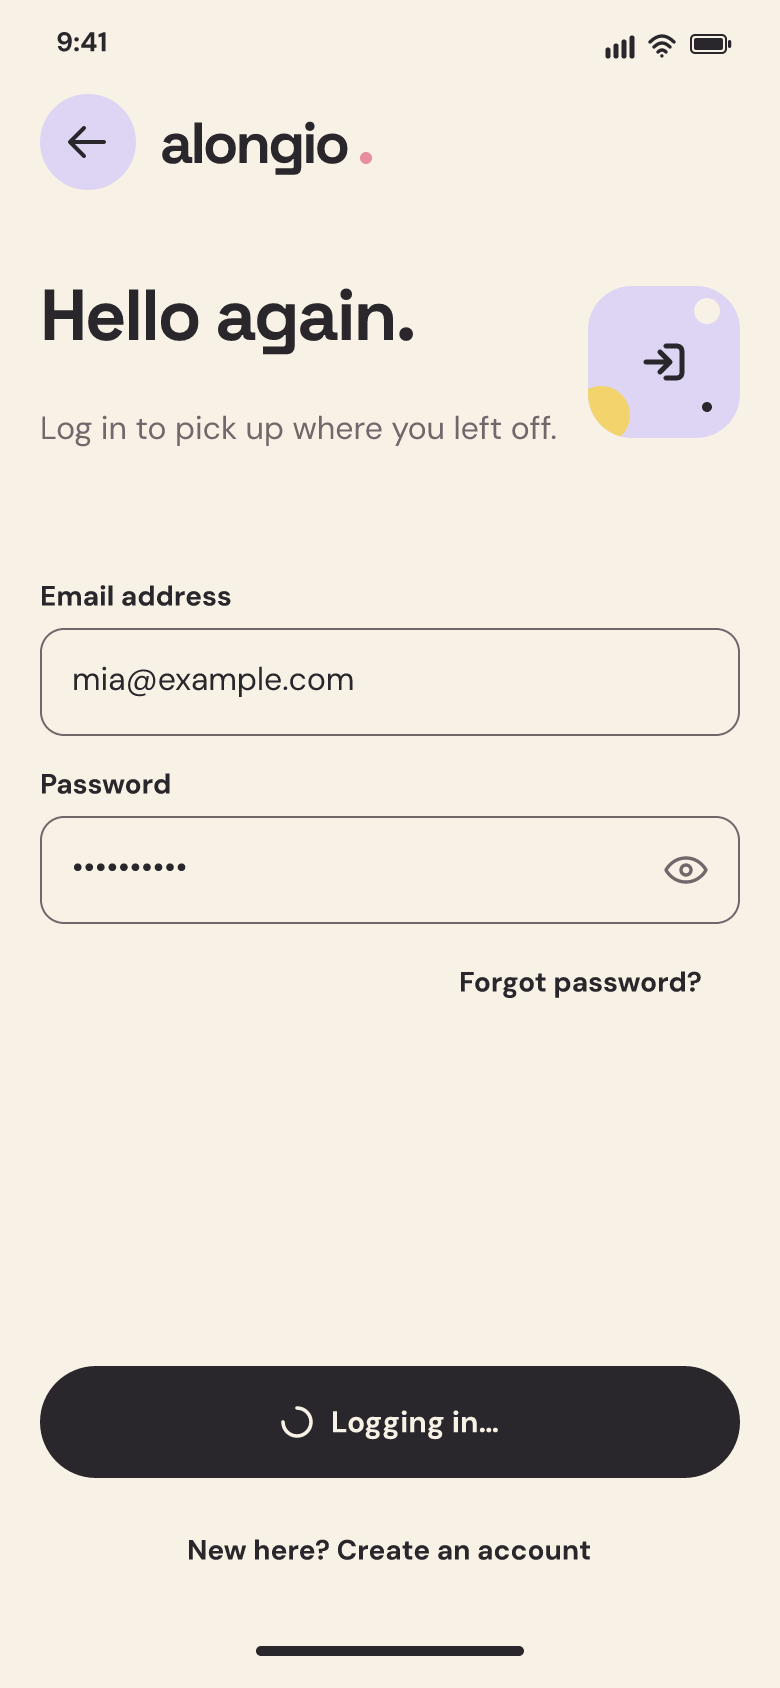 9:41
alongio.
Hello again.
Log in to pick up where you left off.
Email address
mia@example.com
Password
••••••••••
Forgot password?
Logging in...
New here? Create an account